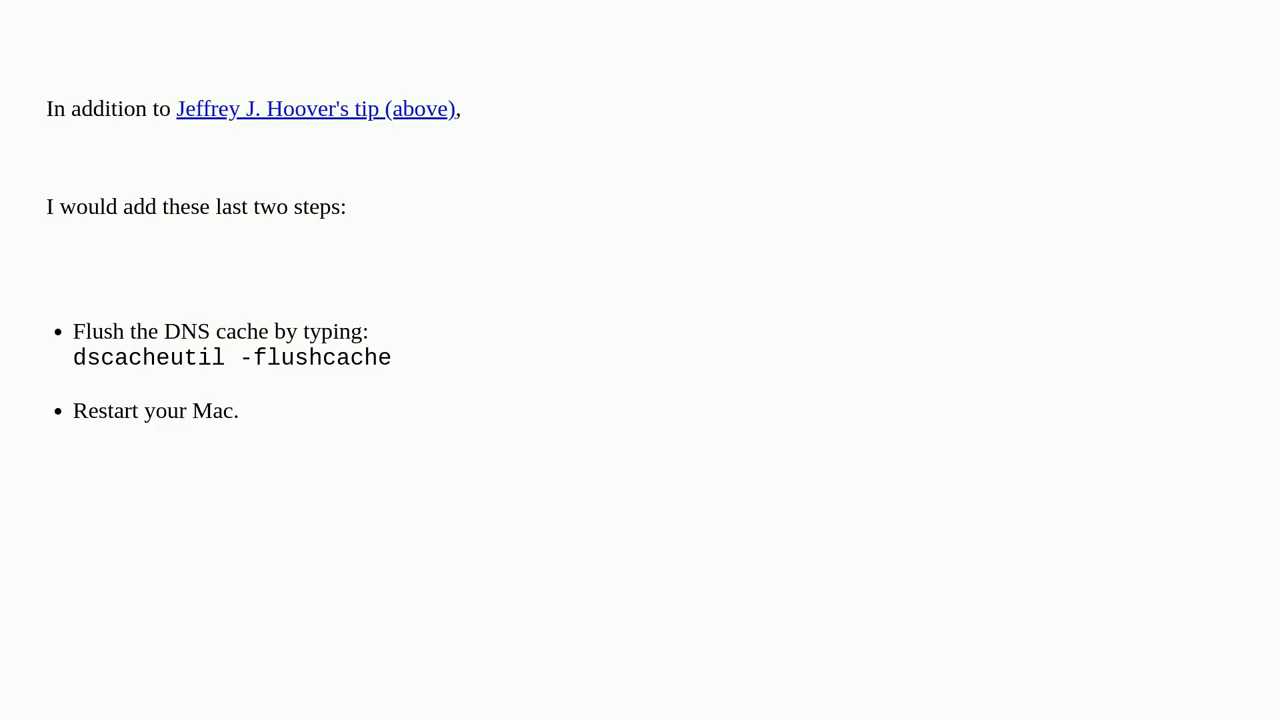 In addition to Jeffrey J. Hoover's tip (above),
I would add these last two steps:
• Flush the DNS cache by typing:
dscacheutil -flushcache
• Restart your Mac.